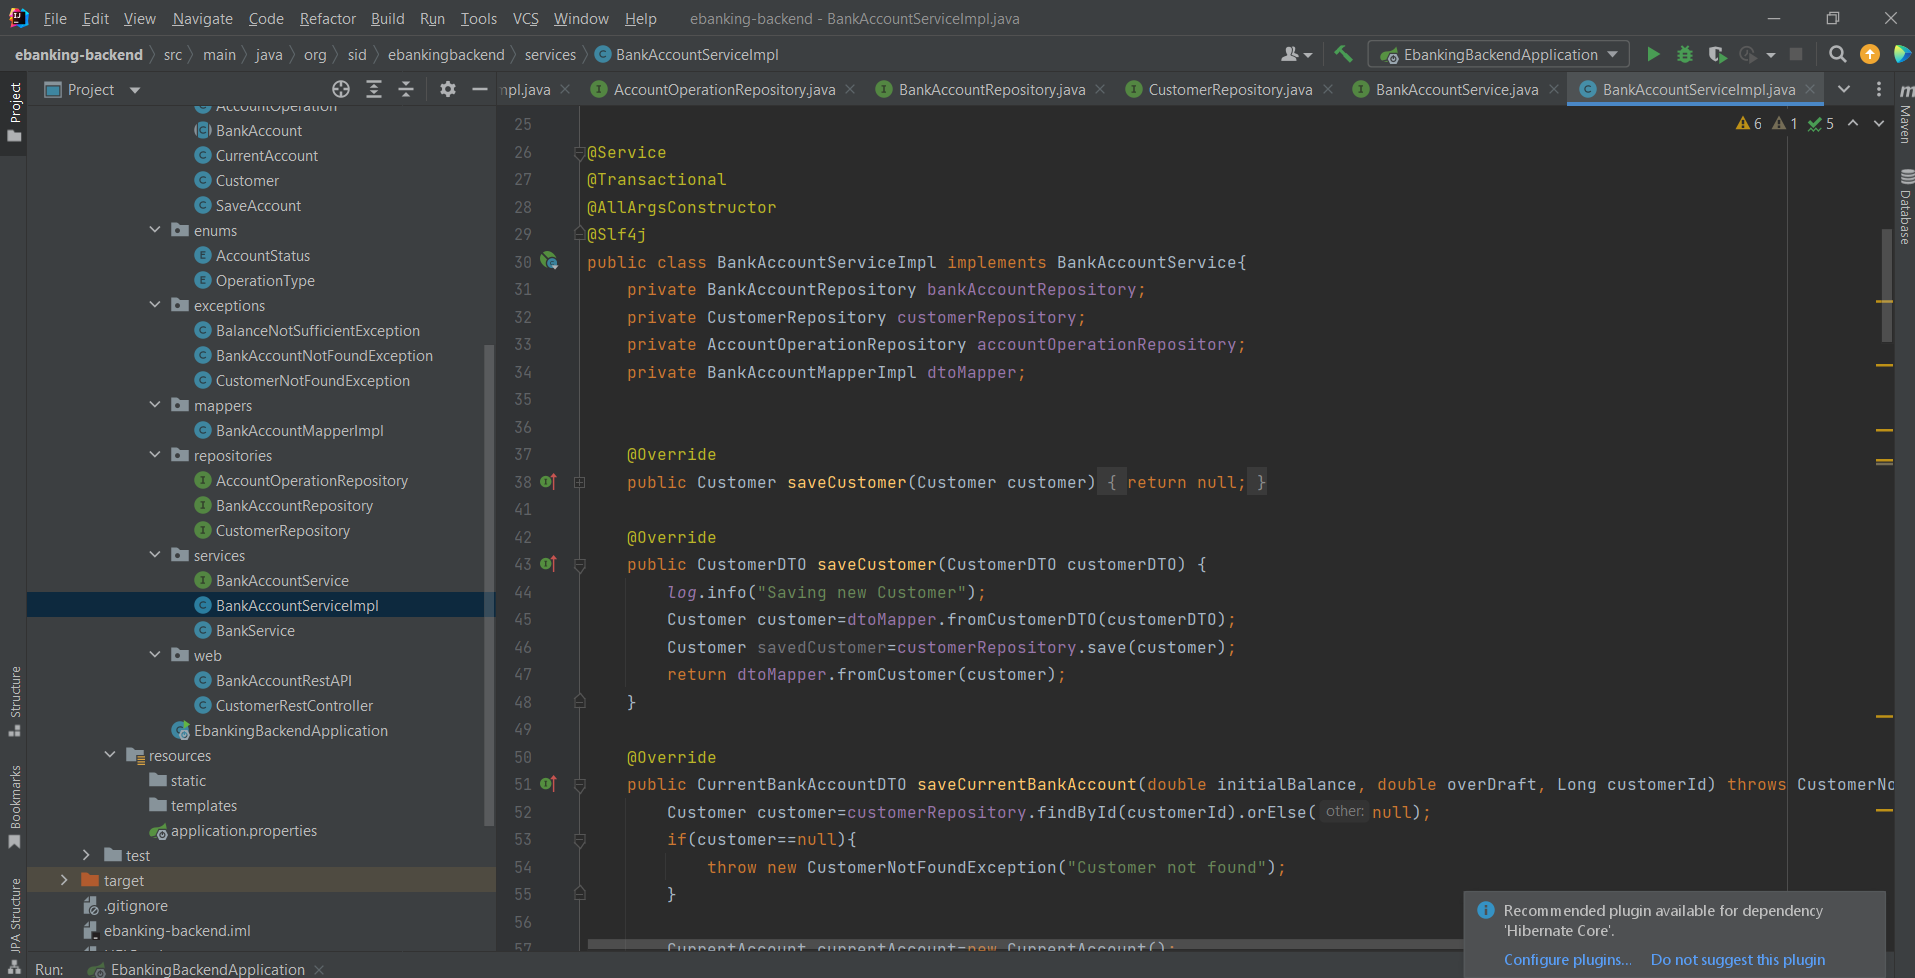 File Edit View Navigate Code Refactor Build Run Tools VCS Window Help ebanking-backend - BankAccountServiceImpl.java
ebanking-backend src main java org sid ebankingbackend services BankAccountServiceImpl EbankingBackendApplication
Project mpl.java AccountOperationRepository.java BankAccountRepository.java CustomerRepository.java BankAccountService.java BankAccountServiceImpl.java
Project
Structure
Bookmarks
JPA Structure
Maven
Database
AccountOperation
BankAccount
CurrentAccount
Customer
SaveAccount
enums
AccountStatus
OperationType
exceptions
BalanceNotSufficientException
BankAccountNotFoundException
CustomerNotFoundException
mappers
BankAccountMapperImpl
repositories
AccountOperationRepository
BankAccountRepository
CustomerRepository
services
BankAccountService
BankAccountServiceImpl
BankService
web
BankAccountRestAPI
CustomerRestController
EbankingBackendApplication
resources
static
templates
application.properties
test
target
.gitignore
ebanking-backend.iml
6 1 5
25
26 @Service
27 @Transactional
28 @AllArgsConstructor
29 @Slf4j
30 public class BankAccountServiceImpl implements BankAccountService{
31 private BankAccountRepository bankAccountRepository;
32 private CustomerRepository customerRepository;
33 private AccountOperationRepository accountOperationRepository;
34 private BankAccountMapperImpl dtoMapper;
35
36
37 @Override
38 public Customer saveCustomer(Customer customer) { return null; }
41
42 @Override
43 public CustomerDTO saveCustomer(CustomerDTO customerDTO) {
44 log.info("Saving new Customer");
45 Customer customer=dtoMapper.fromCustomerDTO(customerDTO);
46 Customer savedCustomer=customerRepository.save(customer);
47 return dtoMapper.fromCustomer(customer);
48 }
49
50 @Override
51 public CurrentBankAccountDTO saveCurrentBankAccount(double initialBalance, double overDraft, Long customerId) throws CustomerNo
52 Customer customer=customerRepository.findById(customerId).orElse( other: null);
53 if(customer==null){
54 throw new CustomerNotFoundException("Customer not found");
55 }
56
57 CurrentAccount currentAccount=new CurrentAccount();
Recommended plugin available for dependency
'Hibernate Core'.
Configure plugins... Do not suggest this plugin
Run: EbankingBackendApplication